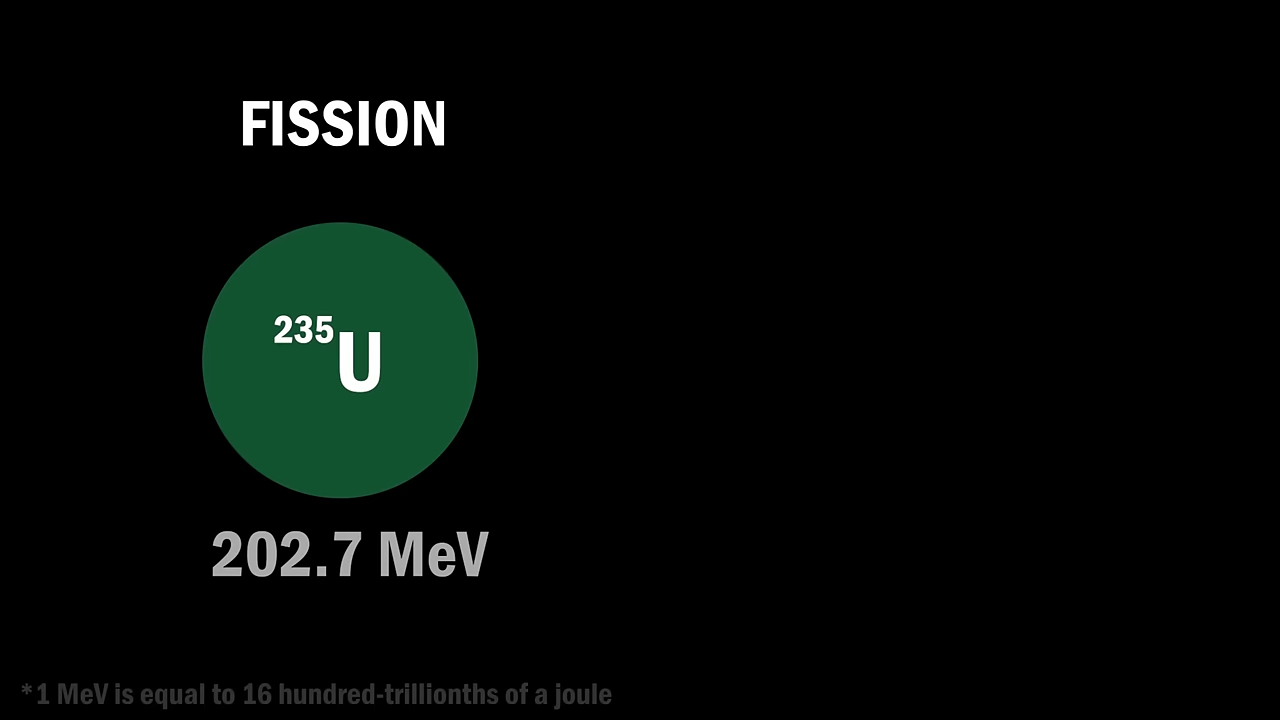 FISSION
235U
202.7 MeV
*1 MeV is equal to 16 hundred-trillionths of a joule